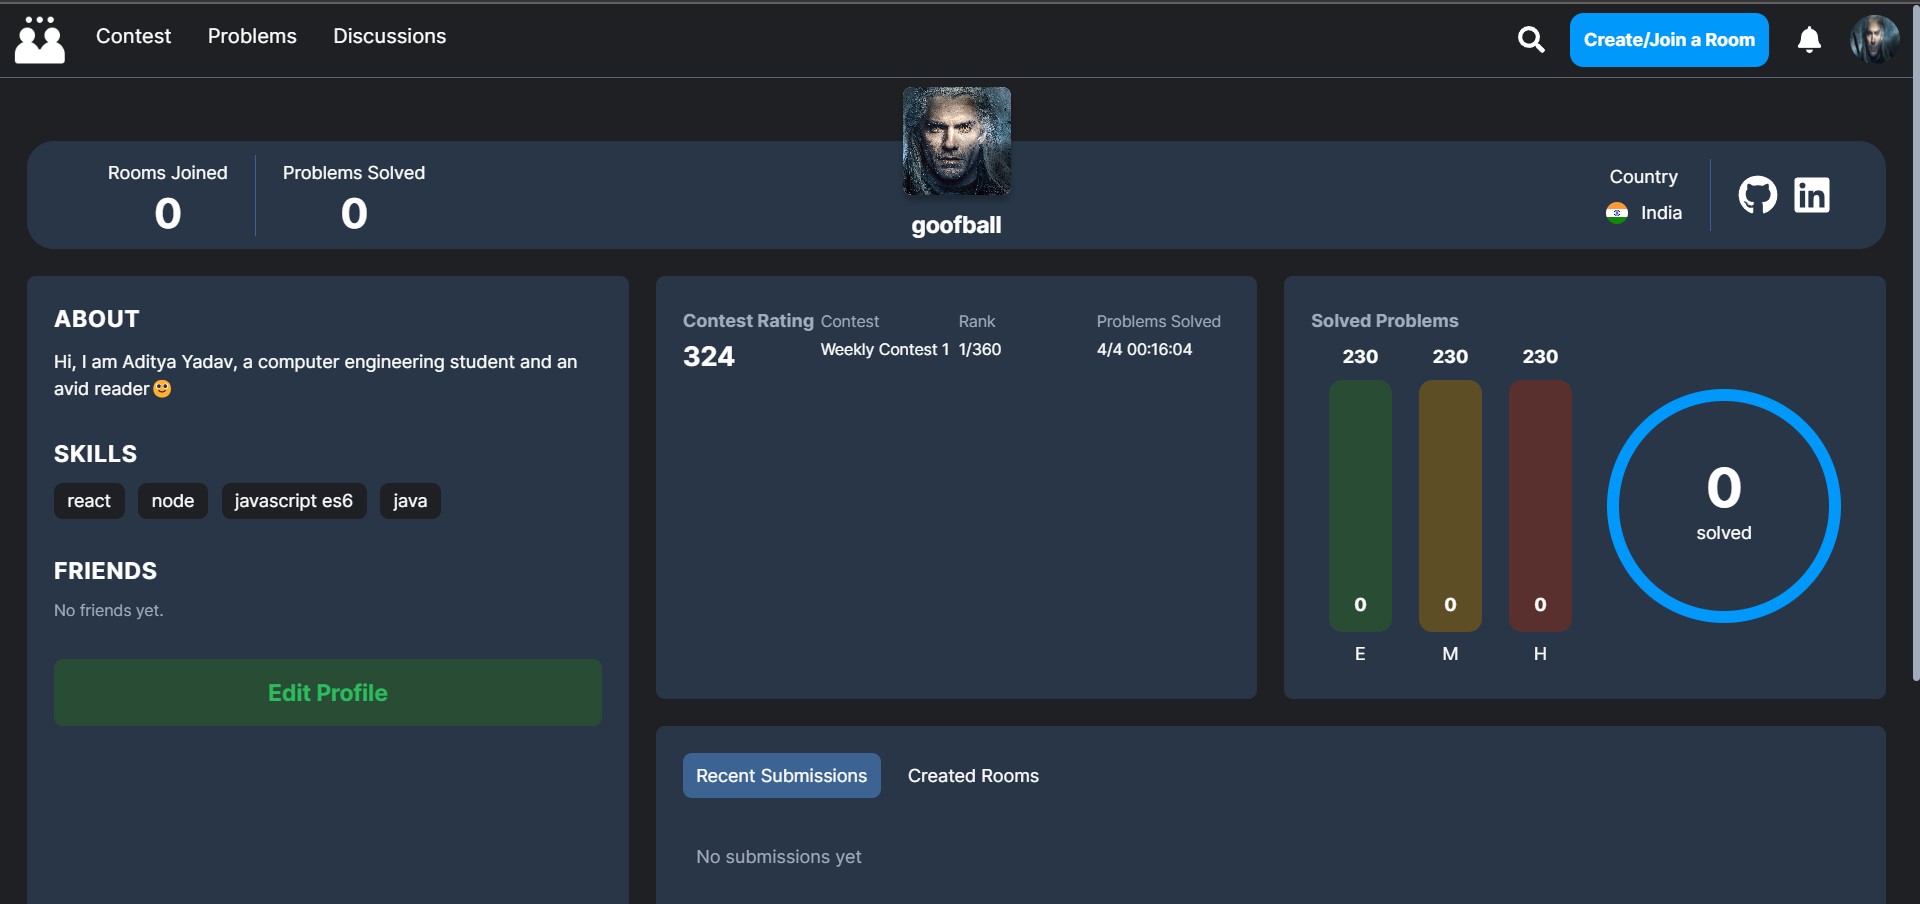 Contest Problems Discussions Create/Join a Room
Rooms Joined Problems Solved
0 0
goofball
Country
India
ABOUT
Hi, I am Aditya Yadav, a computer engineering student and an
avid reader🙂
SKILLS
react node javascript es6 java
FRIENDS
No friends yet.
Edit Profile
Contest Rating Contest Rank Problems Solved
324 Weekly Contest 1 1/360 4/4 00:16:04
Solved Problems
230 230 230
0 0 0
E M H
0
solved
Recent Submissions Created Rooms
No submissions yet